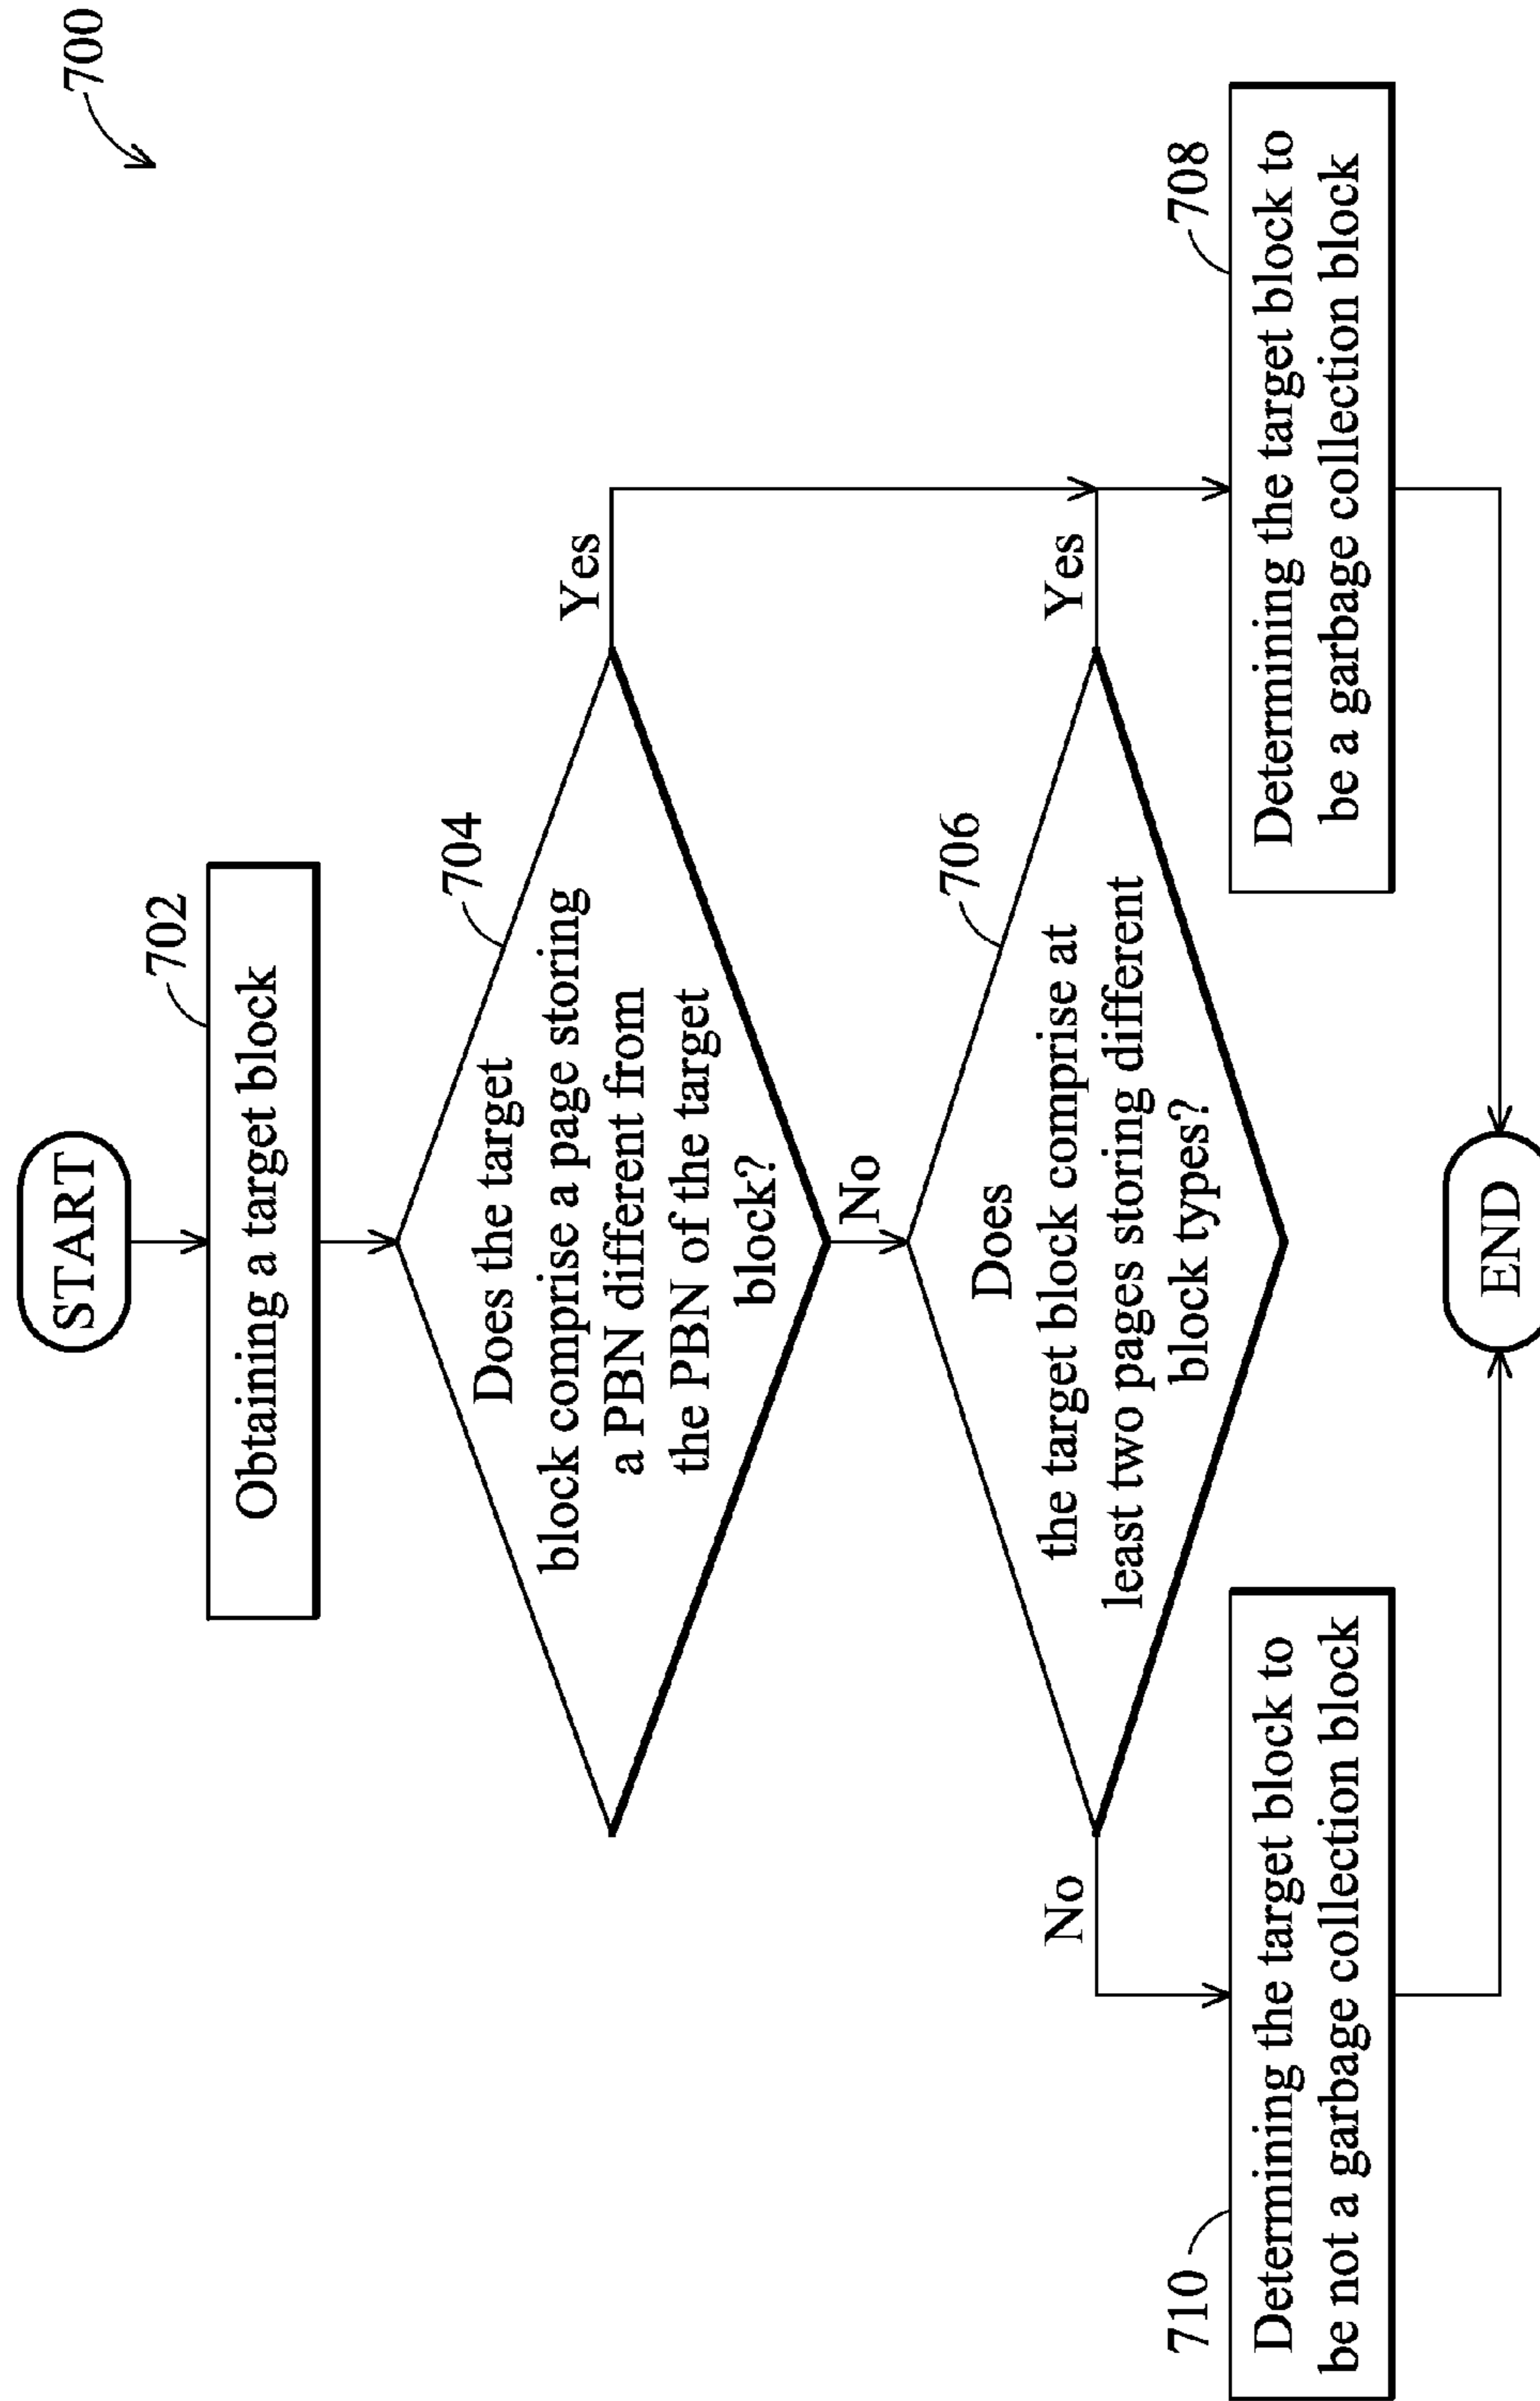 700
START
702
Obtaining a target block
704
Does the target
block comprise a page storing
a PBN different from
the PBN of the target
block?
Yes
No
706
Does
the target block comprise at
least two pages storing different
block types?
No
Yes
710
Determining the target block to
be not a garbage collection block
708
Determining the target block to
be a garbage collection block
END